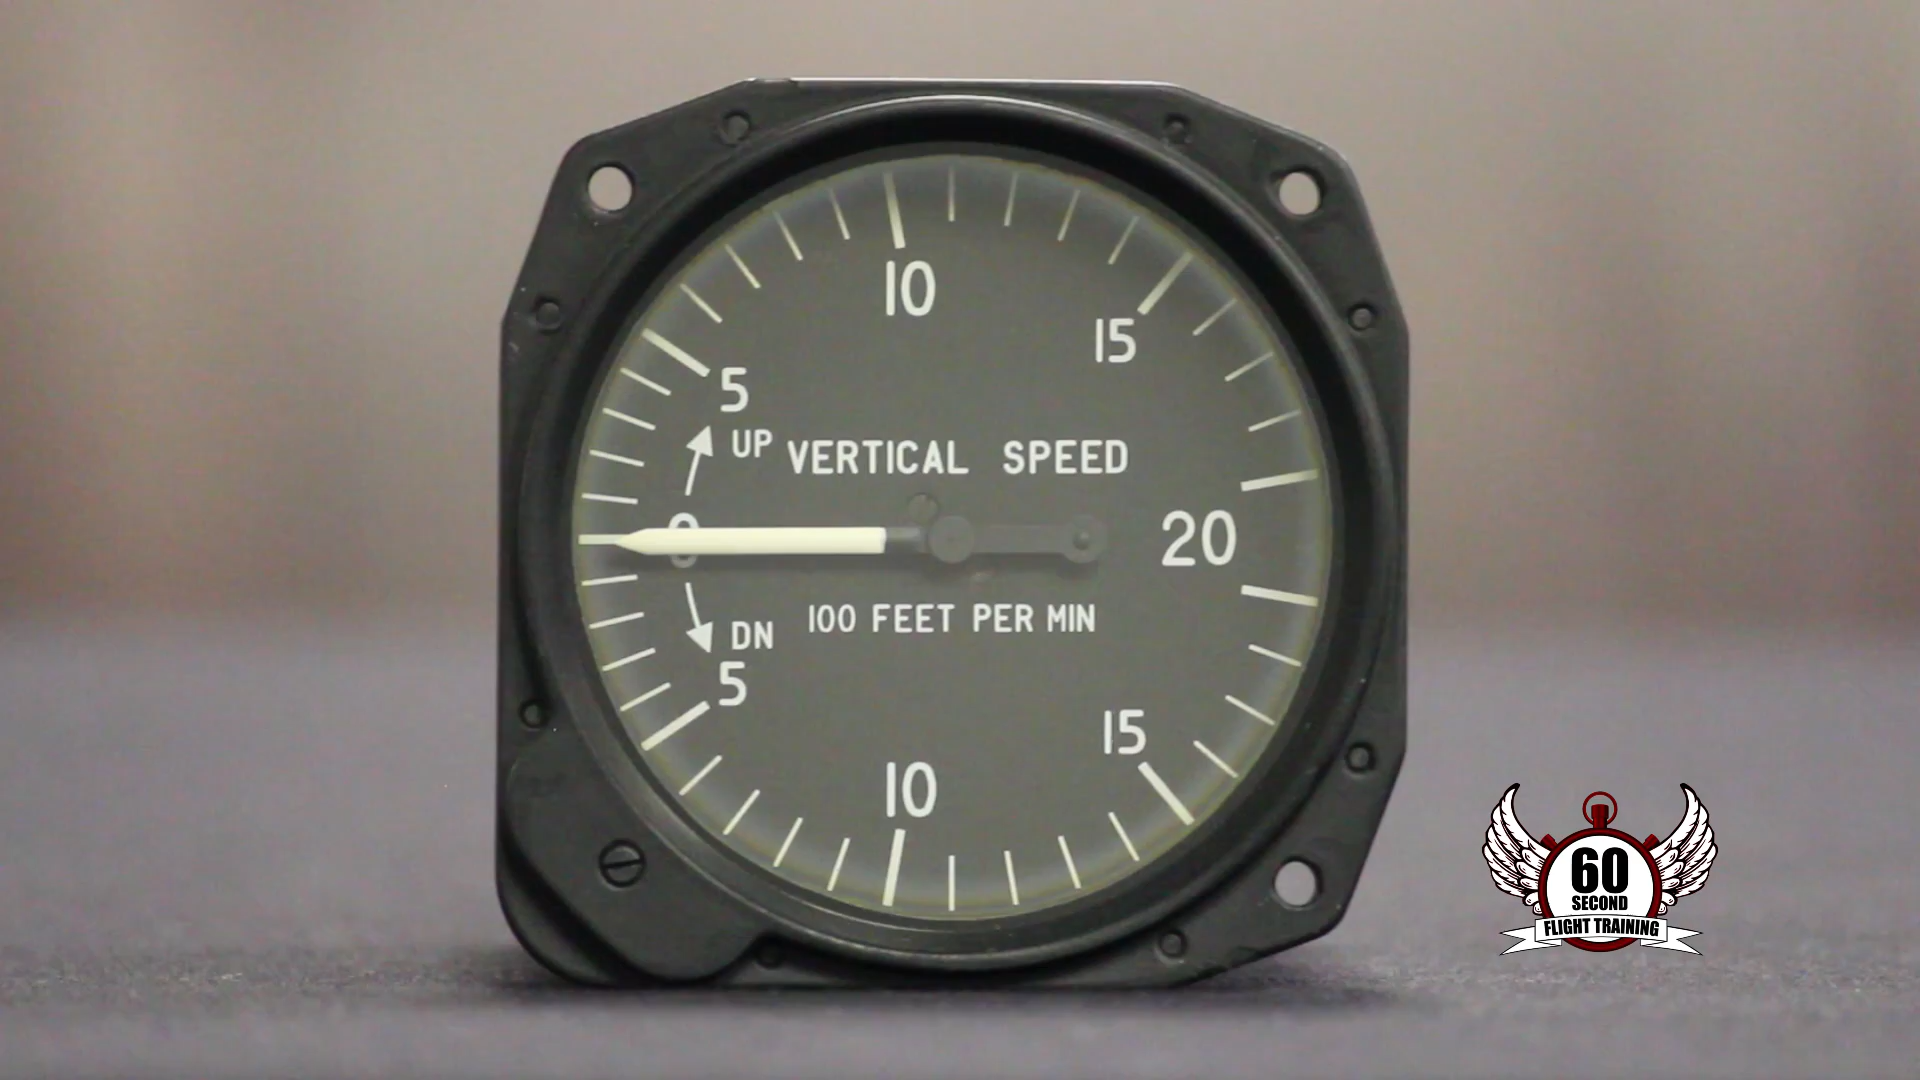 10
15
5
UP VERTICAL SPEED
0
20
DN 100 FEET PER MIN
5
15
10
60
SECOND
FLIGHT TRAINING